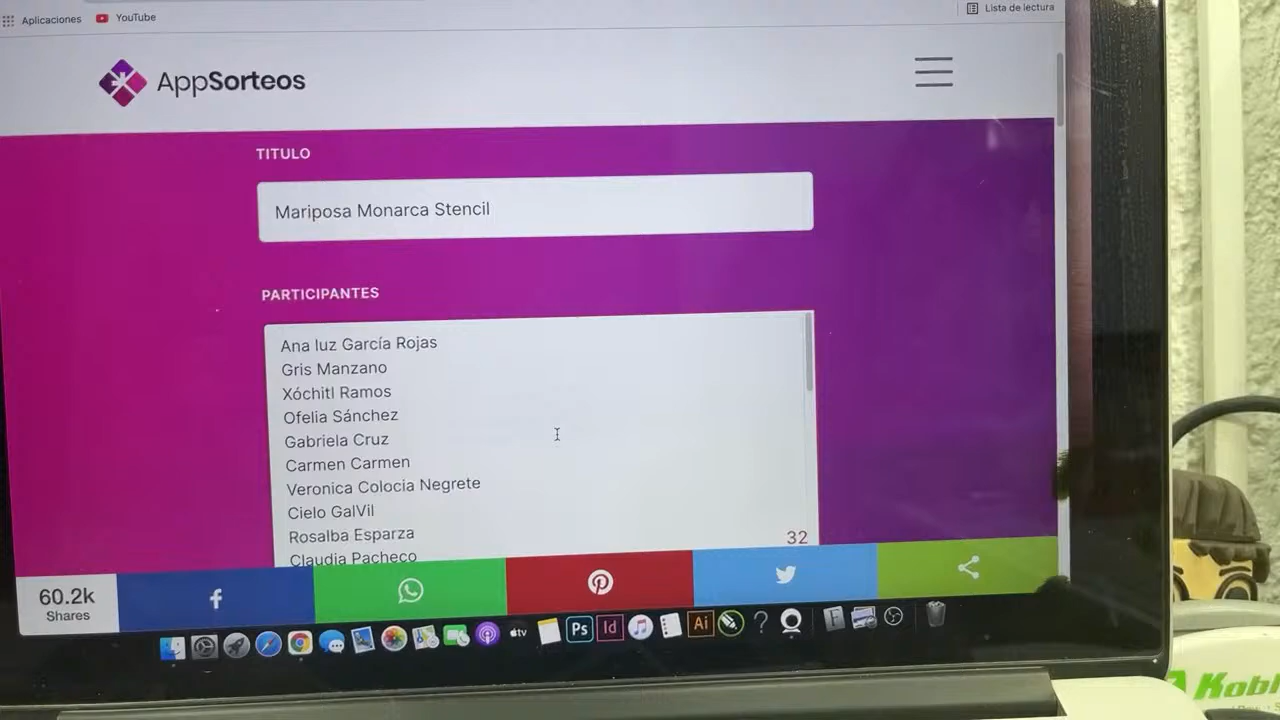 Aplicaciones
YouTube
Lista de lectura
AppSorteos
TITULO
Mariposa Monarca Stencil
PARTICIPANTES
Ana luz García Rojas
Gris Manzano
Xóchitl Ramos
Ofelia Sánchez
Gabriela Cruz
Carmen Carmen
Veronica Colocia Negrete
Cielo GalVil
Rosalba Esparza
32
Claudia Pacheco
60.2k
Shares
tv
Ps
Id
Ai